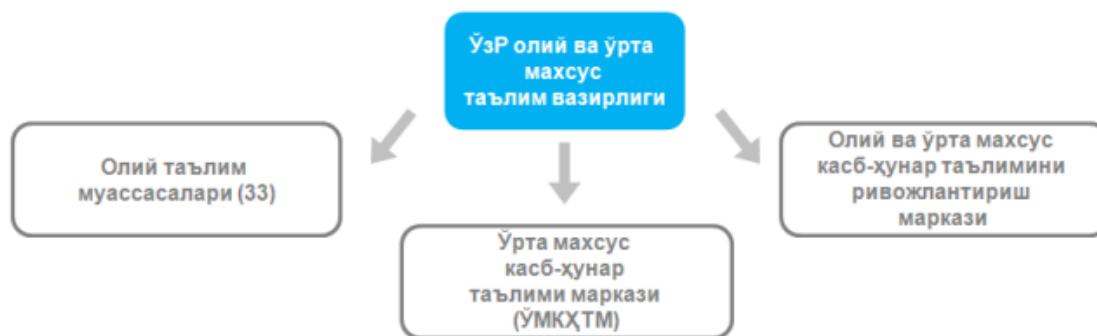 ЎзР олий ва ўрта
махсус
таълим вазирлиги
Олий таълим
муассасалари (33)
Ўрта махсус
касб-ҳунар
таълими маркази
(ЎМКҲТМ)
Олий ва ўрта махсус
касб-ҳунар таълимини
ривожлантириш
маркази